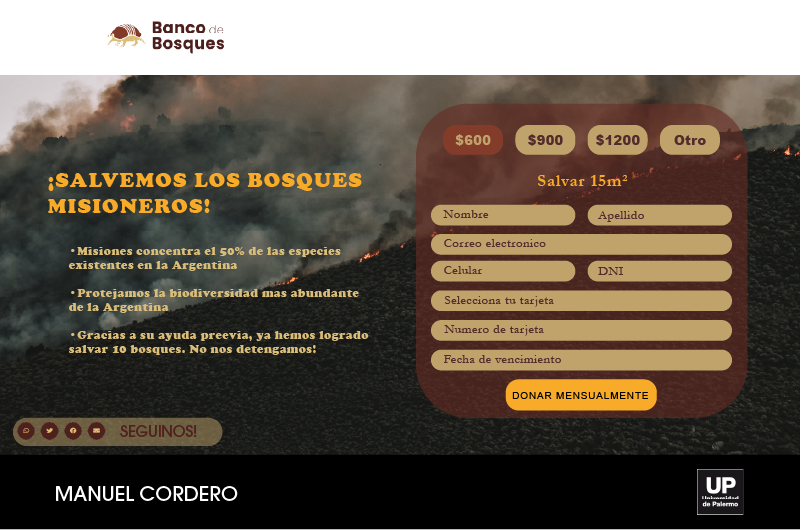 Banco de
Bosques
¡SALVEMOS LOS BOSQUES
MISIONEROS!
•Misiones concentra el 50% de las especies
existentes en la Argentina
•Protejamos la biodiversidad mas abundante
de la Argentina
•Gracias a su ayuda preevia, ya hemos logrado
salvar 10 bosques. No nos detengamos!
SEGUINOS!
$600 $900 $1200 Otro
Salvar 15m²
Nombre Apellido
Correo electronico
Celular DNI
Selecciona tu tarjeta
Numero de tarjeta
Fecha de vencimiento
DONAR MENSUALMENTE
MANUEL CORDERO
UP
Universidad
de Palermo